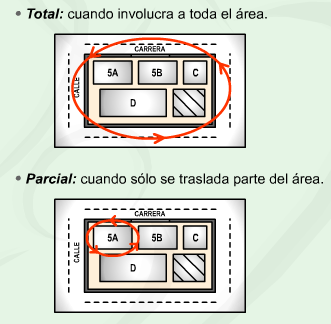 • Total: cuando involucra a toda el área.
CARRERA
CALLE
5A 5B C
D
• Parcial: cuando sólo se traslada parte del área.
CARRERA
CALLE
5A 5B C
D